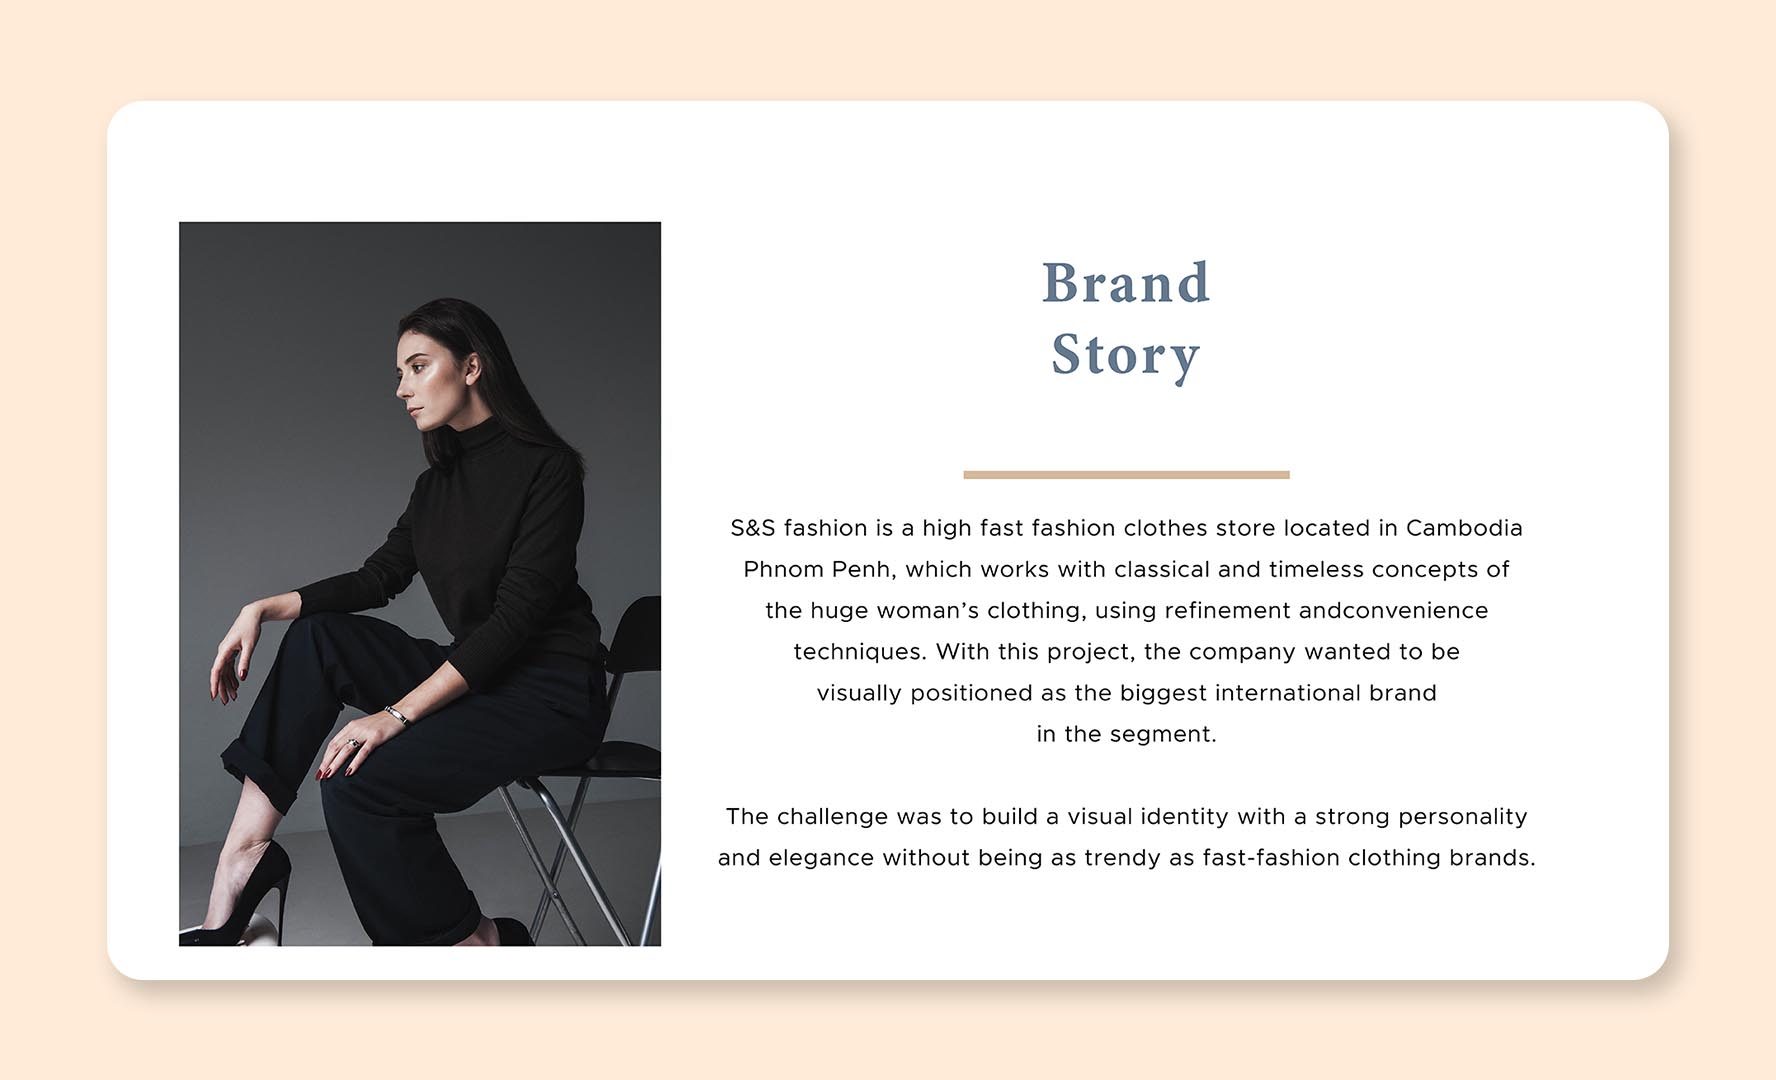 Brand
Story
S&S fashion is a high fast fashion clothes store located in Cambodia
Phnom Penh, which works with classical and timeless concepts of
the huge woman’s clothing, using refinement andconvenience
techniques. With this project, the company wanted to be
visually positioned as the biggest international brand
in the segment.
The challenge was to build a visual identity with a strong personality
and elegance without being as trendy as fast-fashion clothing brands.